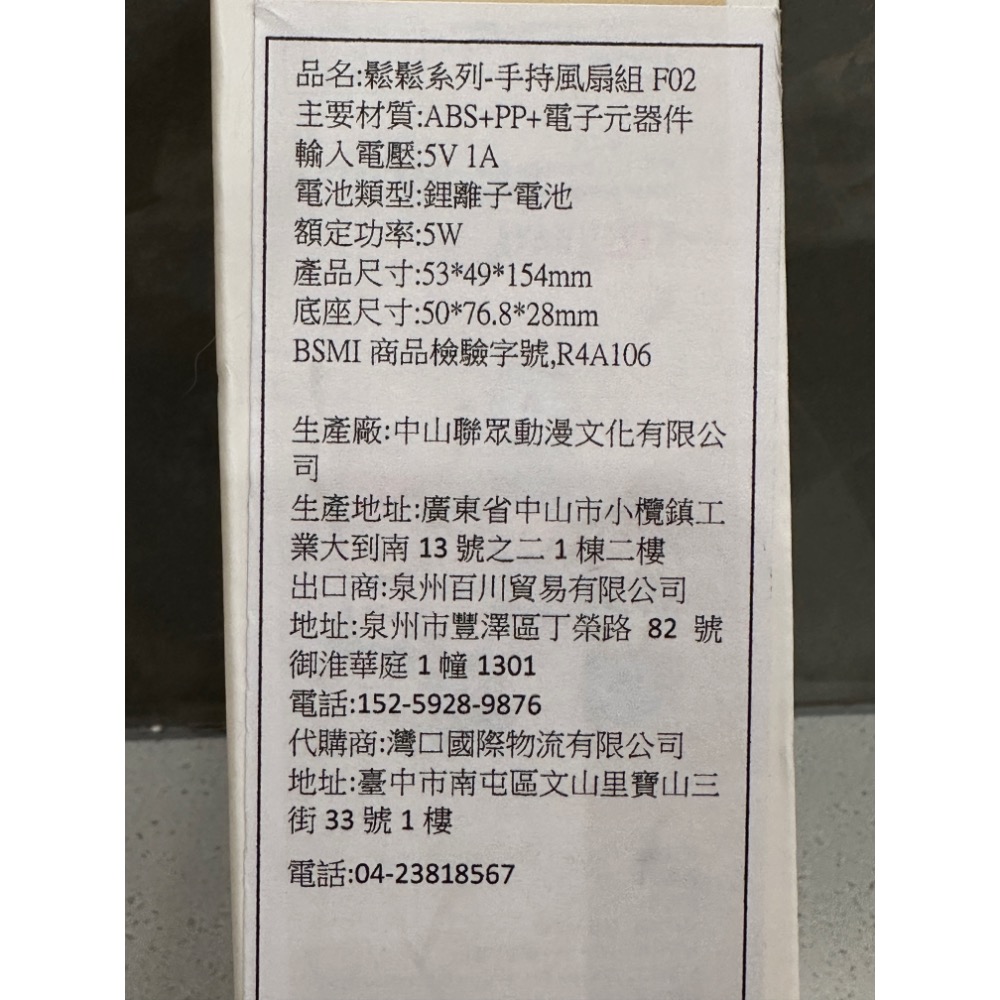 品名:鬆鬆系列-手持風扇組 F02
主要材質:ABS+PP+電子元器件
輸入電壓:5V 1A
電池類型:鋰離子電池
額定功率:5W
產品尺寸:53*49*154mm
底座尺寸:50*76.8*28mm
BSMI 商品檢驗字號,R4A106
生產廠:中山聯眾動漫文化有限公
司
生產地址:廣東省中山市小欖鎮工
業大到南 13 號之二 1 棟二樓
出口商:泉州百川貿易有限公司
地址:泉州市豐澤區丁榮路 82 號
御淮華庭 1 幢 1301
電話:152-5928-9876
代購商:灣口國際物流有限公司
地址:臺中市南屯區文山里寶山三
街 33 號 1 樓
電話:04-23818567